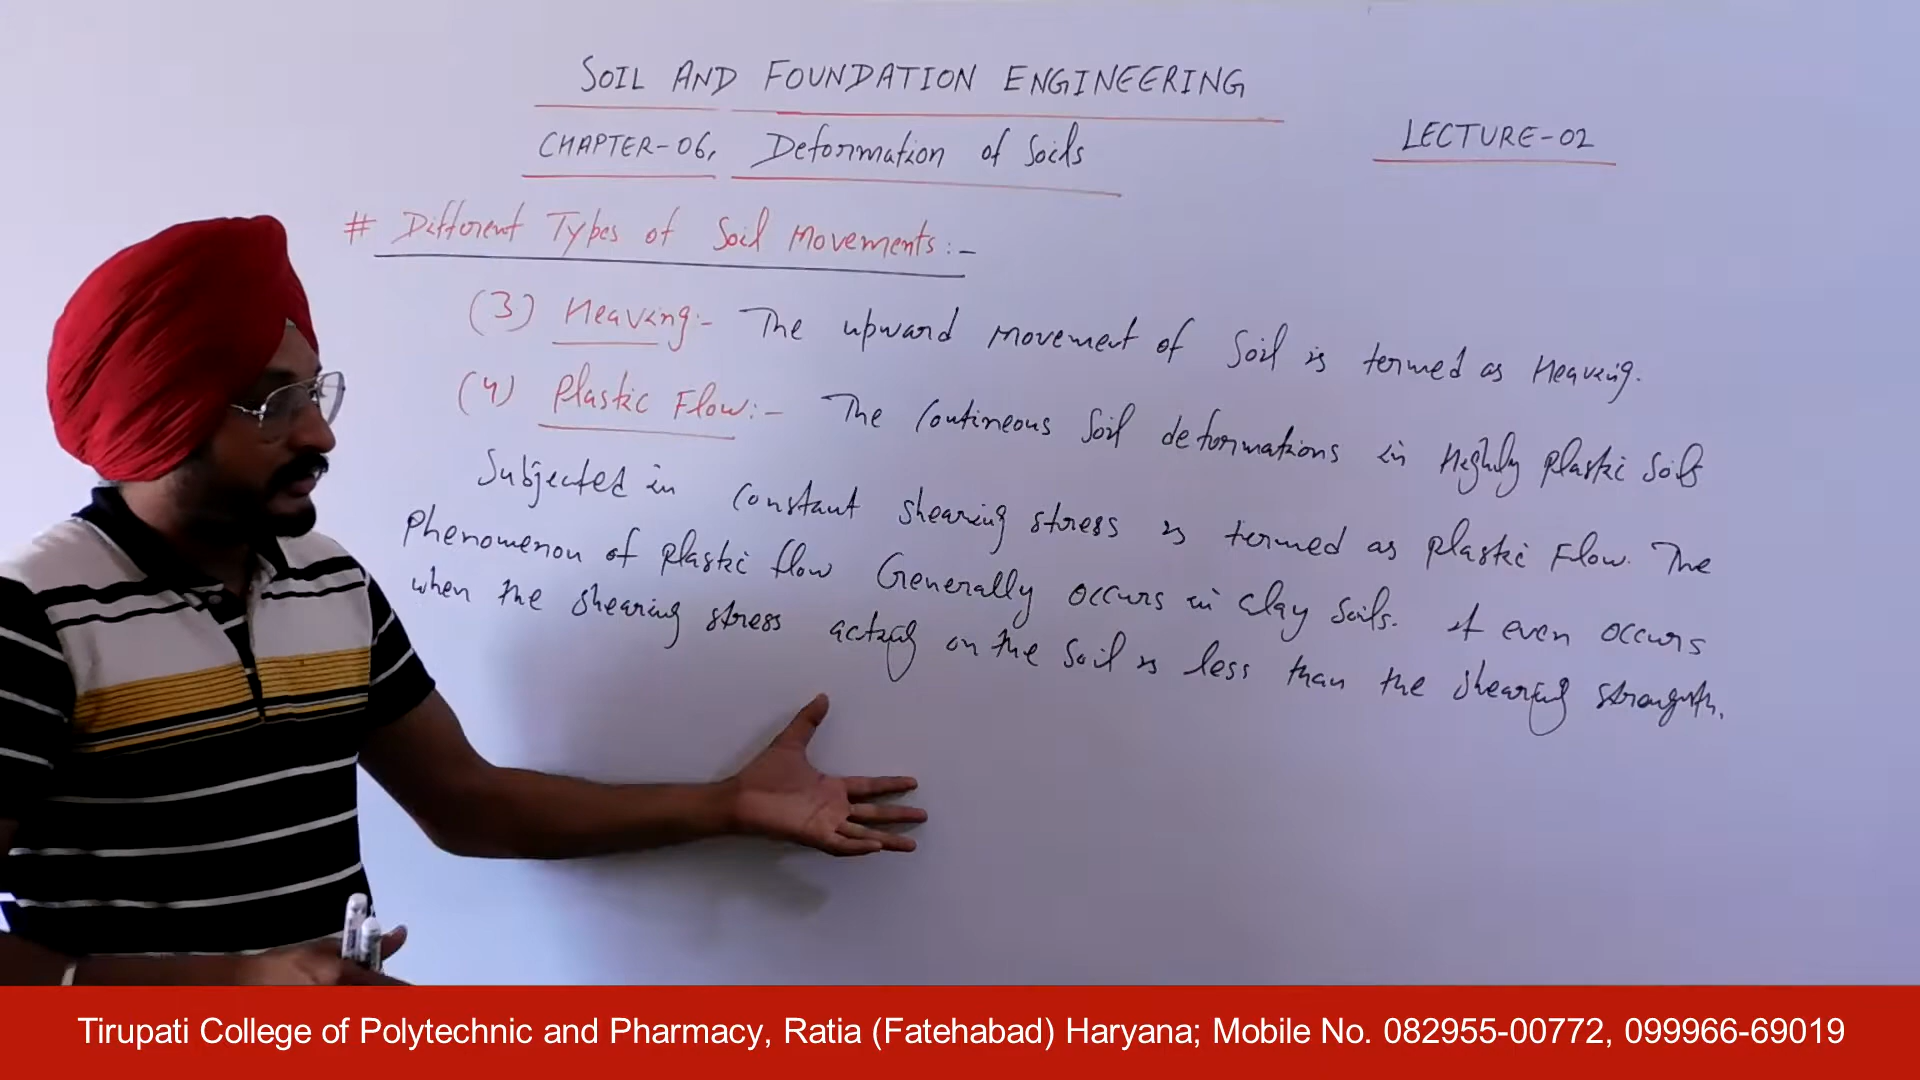 SOIL AND FOUNDATION ENGINEERING
CHAPTER-06, Deformation of Soils
LECTURE-02
# Different Types of Soil Movements:-
(3) Heaving:- The upward movement of Soil is termed as Heaving.
(4) Plastic Flow:- The Contineous Soil deformations in Highly plastic Soils
Subjected in constant shearing stress is termed as plastic Flow. The
Phenomenon of plastic flow Generally occurs in clay Soils. It even occurs
when the shearing stress acting on the Soil is less than the shearing strength.
Tirupati College of Polytechnic and Pharmacy, Ratia (Fatehabad) Haryana; Mobile No. 082955-00772, 099966-69019